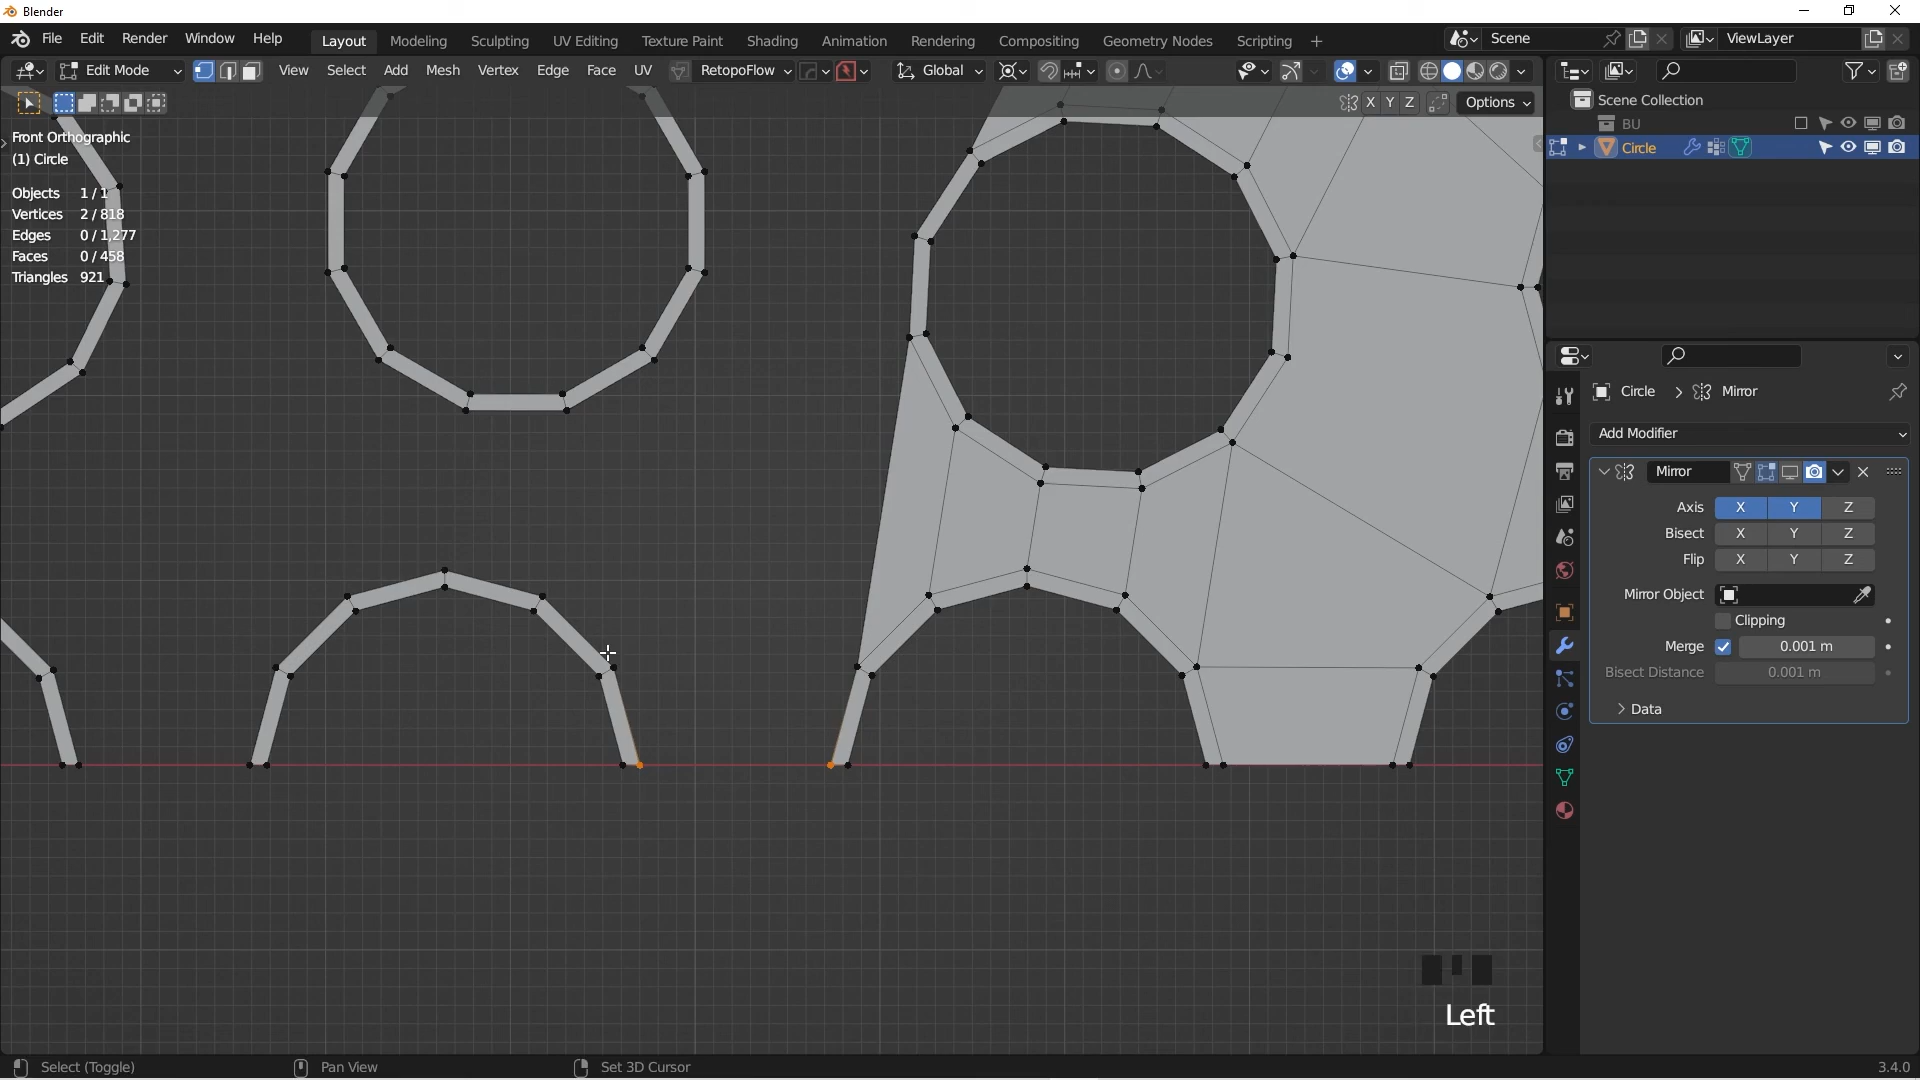 Blender
File Edit Render Window Help Layout Modeling Sculpting UV Editing Texture Paint Shading Animation Rendering Compositing Geometry Nodes Scripting + Scene ViewLayer
Edit Mode View Select Add Mesh Vertex Edge Face UV RetopoFlow Global
X Y Z Options
Scene Collection
BU
Circle
Front Orthographic
(1) Circle
Objects 1 / 1
Vertices 2 / 818
Edges 0 / 1,277
Faces 0 / 458
Triangles 921
Circle > Mirror
Add Modifier
Mirror
Axis X Y Z
Bisect X Y Z
Flip X Y Z
Mirror Object
Clipping
Merge 0.001 m
Bisect Distance 0.001 m
Data
Left
Select (Toggle) Pan View Set 3D Cursor 3.4.0